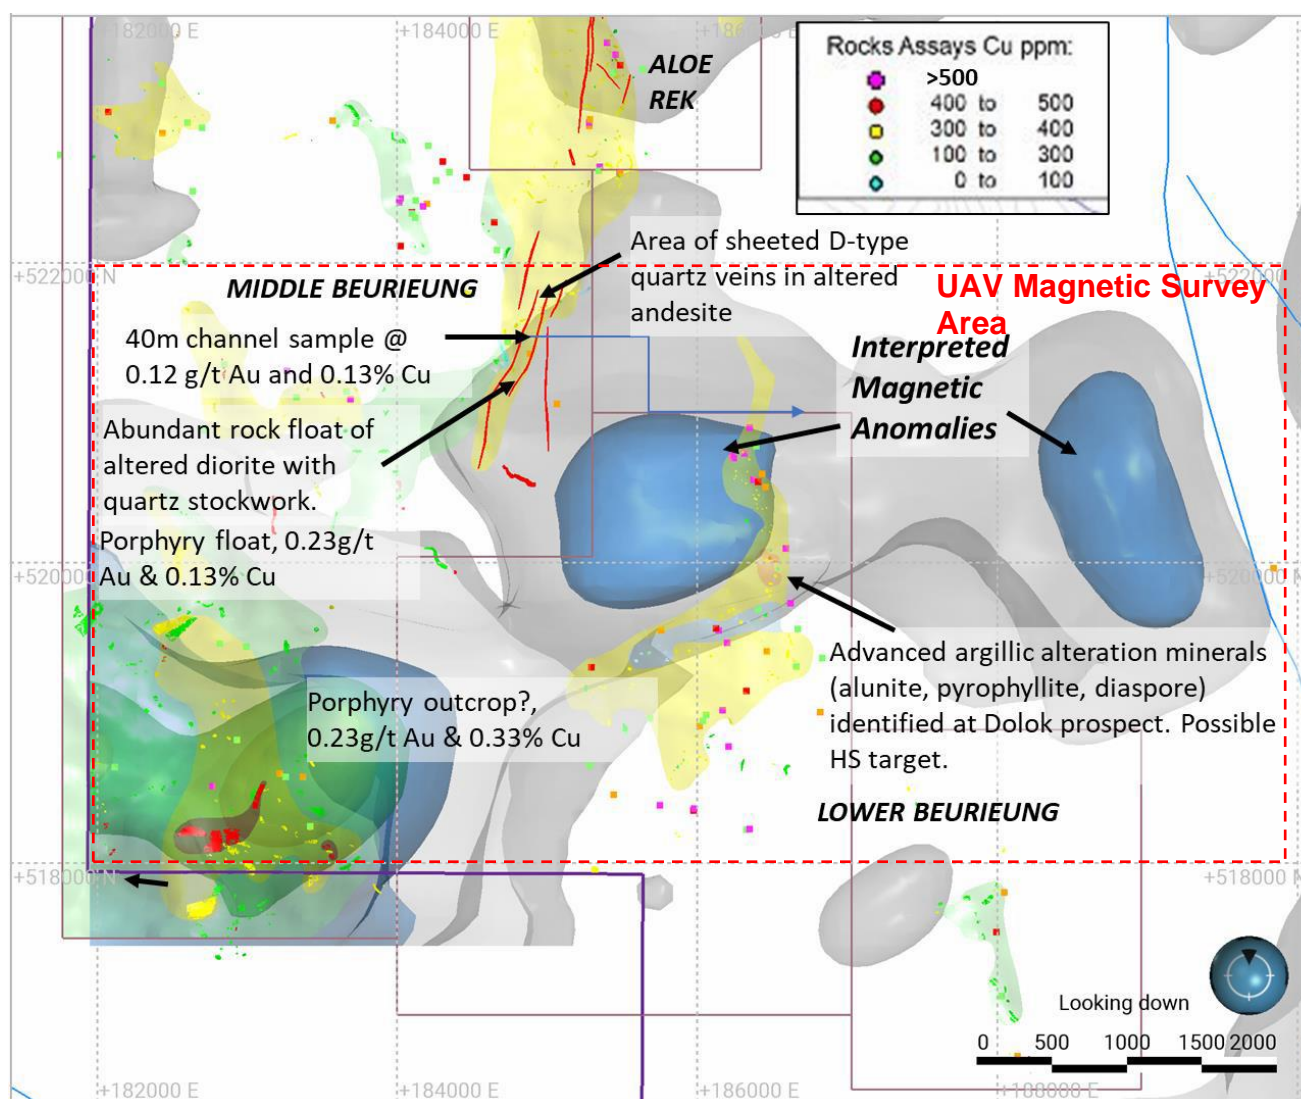 +182000 E
+184000 E
+186000 E
ALOE
REK
Rocks Assays Cu ppm:
>500
400 to 500
300 to 400
100 to 300
0 to 100
+522000 N
+522000 N
MIDDLE BEURIEUNG
Area of sheeted D-type
quartz veins in altered
andesite
UAV Magnetic Survey
Area
40m channel sample @
0.12 g/t Au and 0.13% Cu
Interpreted
Magnetic
Anomalies
Abundant rock float of
altered diorite with
quartz stockwork.
Porphyry float, 0.23g/t
Au & 0.13% Cu
+520000 N
+520000 N
Advanced argillic alteration minerals
(alunite, pyrophyllite, diaspore)
identified at Dolok prospect. Possible
HS target.
Porphyry outcrop?,
0.23g/t Au & 0.33% Cu
LOWER BEURIEUNG
+518000 N
+518000 N
Looking down
0 500 1000 1500 2000
+182000 E
+184000 E
+186000 E
+188000 E